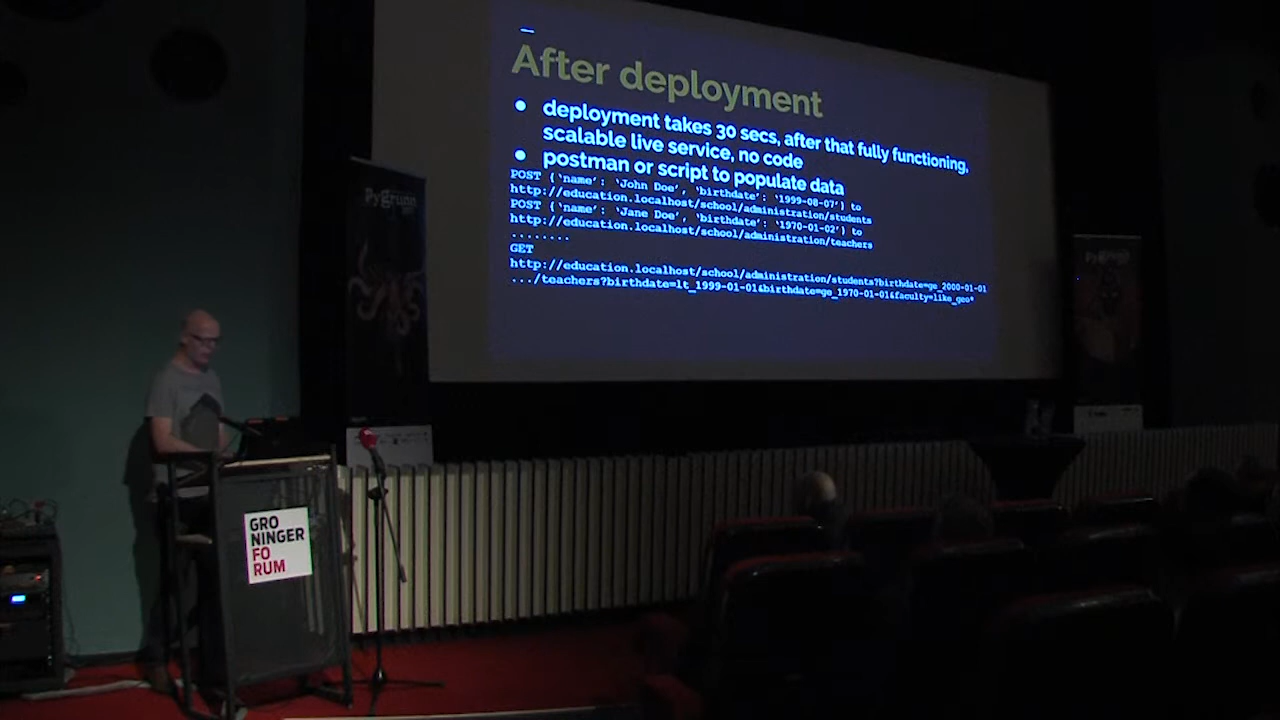 After deployment
● deployment takes 30 secs, after that fully functioning,
scalable live service, no code
● postman or script to populate data
POST {‘name’: ‘John Doe’, ‘birthdate’: ‘1999-08-07’} to
http://education.localhost/school/administration/students
POST {‘name’: ‘Jane Doe’, ‘birthdate’: ‘1970-01-02’} to
http://education.localhost/school/administration/teachers
........
GET
http://education.localhost/school/administration/students?birthdate=ge_2000-01-01
.../teachers?birthdate=lt_1999-01-01&birthdate=ge_1970-01-01&faculty=like_geo*
PyGrunn
PyGrunn
GRO
NINGER
FO
RUM